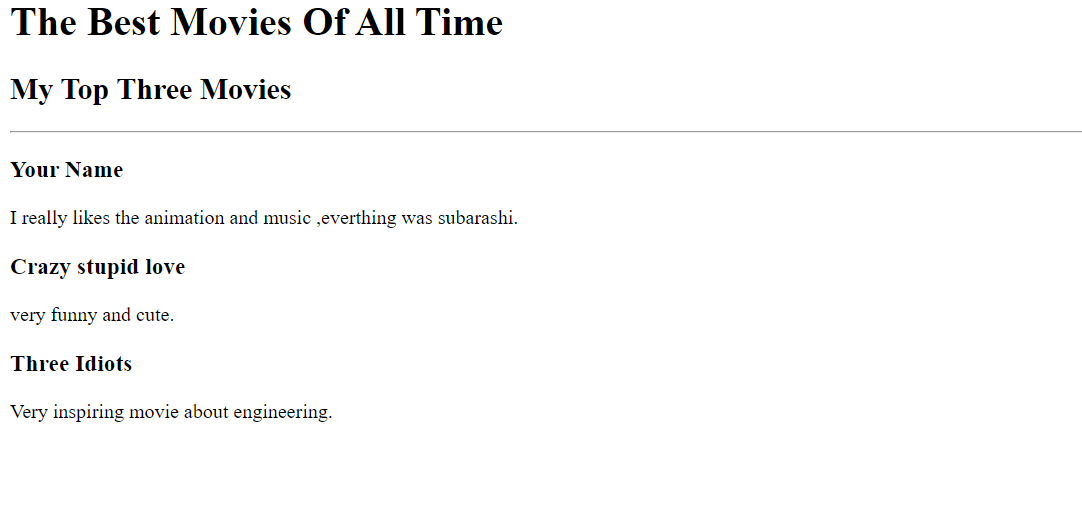 The Best Movies Of All Time
My Top Three Movies
Your Name
I really likes the animation and music ,everthing was subarashi.
Crazy stupid love
very funny and cute.
Three Idiots
Very inspiring movie about engineering.